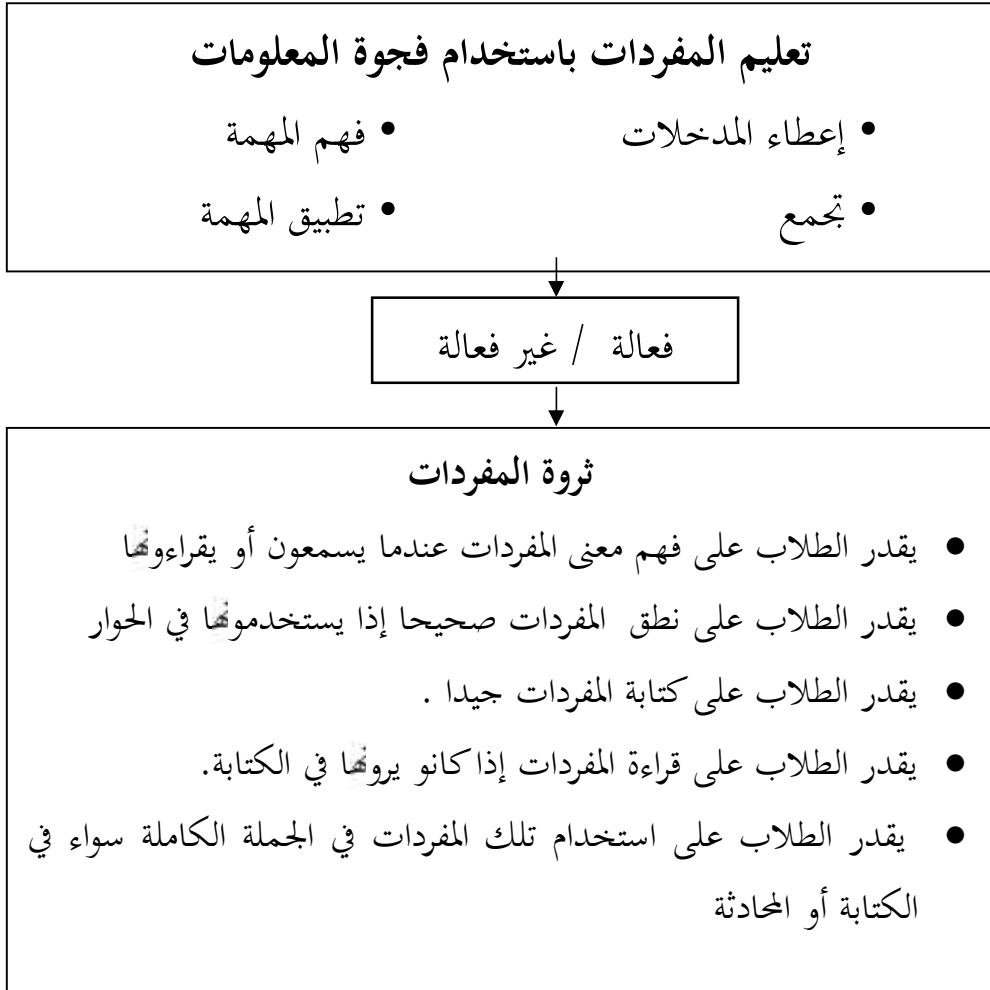 تعليم المفردات باستخدام فجوة المعلومات
• إعطاء المدخلات • فهم المهمة
• تجمع • تطبيق المهمة
فعالة / غير فعالة
ثروة المفردات
● يقدر الطلاب على فهم معنى المفردات عندما يسمعون أو يقراءونها
● يقدر الطلاب على نطق المفردات صحيحا إذا يستخدمونها في الحوار
● يقدر الطلاب على كتابة المفردات جيدا .
● يقدر الطلاب على قراءة المفردات إذا كانو يرونها في الكتابة.
● يقدر الطلاب على استخدام تلك المفردات في الجملة الكاملة سواء في
الكتابة أو المحادثة